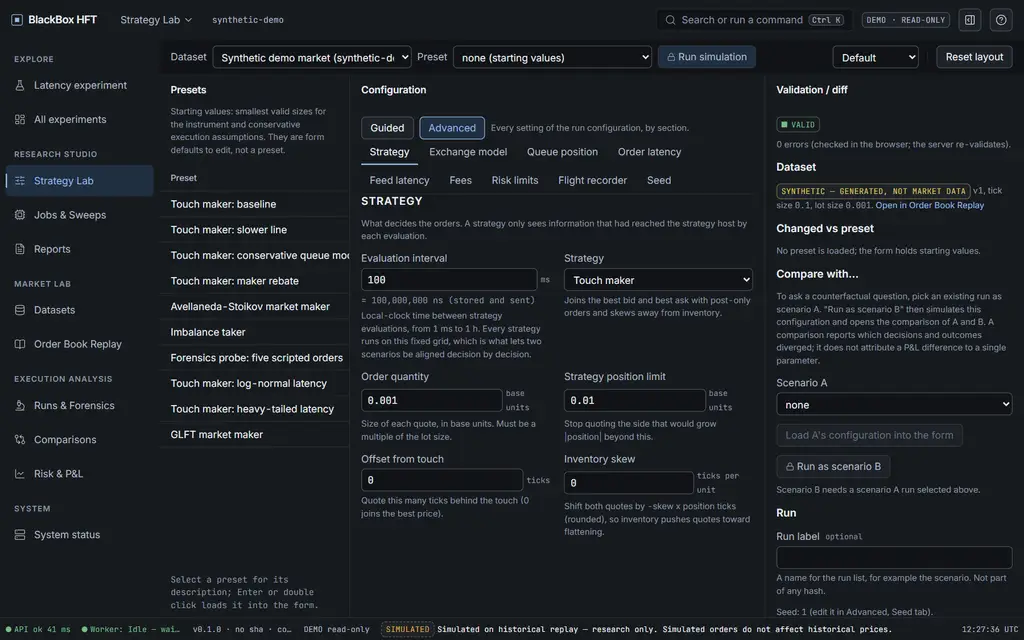 BlackBox HFT
Strategy Lab
synthetic-demo
Search or run a command Ctrl K
DEMO · READ-ONLY
EXPLORE
Latency experiment
All experiments
RESEARCH STUDIO
Strategy Lab
Jobs & Sweeps
Reports
MARKET LAB
Datasets
Order Book Replay
EXECUTION ANALYSIS
Runs & Forensics
Comparisons
Risk & P&L
SYSTEM
System status
Dataset
Synthetic demo market (synthetic-d
Preset
none (starting values)
Run simulation
Default
Reset layout
Presets
Starting values: smallest valid sizes for
the instrument and conservative
execution assumptions. They are form
defaults to edit, not a preset.
Preset
Touch maker: baseline
Touch maker: slower line
Touch maker: conservative queue mo
Touch maker: maker rebate
Avellaneda-Stoikov market maker
Imbalance taker
Forensics probe: five scripted orders
Touch maker: log-normal latency
Touch maker: heavy-tailed latency
GLFT market maker
Select a preset for its
description; Enter or double
click loads it into the form.
Configuration
Guided
Advanced
Every setting of the run configuration, by section.
Strategy
Exchange model
Queue position
Order latency
Feed latency
Fees
Risk limits
Flight recorder
Seed
STRATEGY
What decides the orders. A strategy only sees information that had reached the strategy host by
each evaluation.
Evaluation interval
100 ms
= 100,000,000 ns (stored and sent)
Local-clock time between strategy
evaluations, from 1 ms to 1 h. Every strategy
runs on this fixed grid, which is what lets two
scenarios be aligned decision by decision.
Strategy
Touch maker
Joins the best bid and best ask with post-only
orders and skews away from inventory.
Order quantity
0.001 base
units
Size of each quote, in base units. Must be a
multiple of the lot size.
Strategy position limit
0.01 base
units
Stop quoting the side that would grow
|position| beyond this.
Offset from touch
0 ticks
Quote this many ticks behind the touch (0
joins the best price).
Inventory skew
0 ticks per
unit
Shift both quotes by -skew x position ticks
(rounded), so inventory pushes quotes toward
flattening.
Validation / diff
VALID
0 errors (checked in the browser; the server re-validates).
Dataset
SYNTHETIC — GENERATED, NOT MARKET DATA v1, tick
size 0.1, lot size 0.001. Open in Order Book Replay
Changed vs preset
No preset is loaded; the form holds starting values.
Compare with…
To ask a counterfactual question, pick an existing run as
scenario A. "Run as scenario B" then simulates this
configuration and opens the comparison of A and B. A
comparison reports which decisions and outcomes
diverged; it does not attribute a P&L difference to a single
parameter.
Scenario A
none
Load A's configuration into the form
Run as scenario B
Scenario B needs a scenario A run selected above.
Run
Run label optional
A name for the run list, for example the scenario. Not part
of any hash.
Seed: 1 (edit it in Advanced, Seed tab).
API ok 41 ms
Worker: Idle — wai…
v0.1.0 · no sha · co…
DEMO read-only
SIMULATED
Simulated on historical replay — research only. Simulated orders do not affect historical prices.
12:27:36 UTC